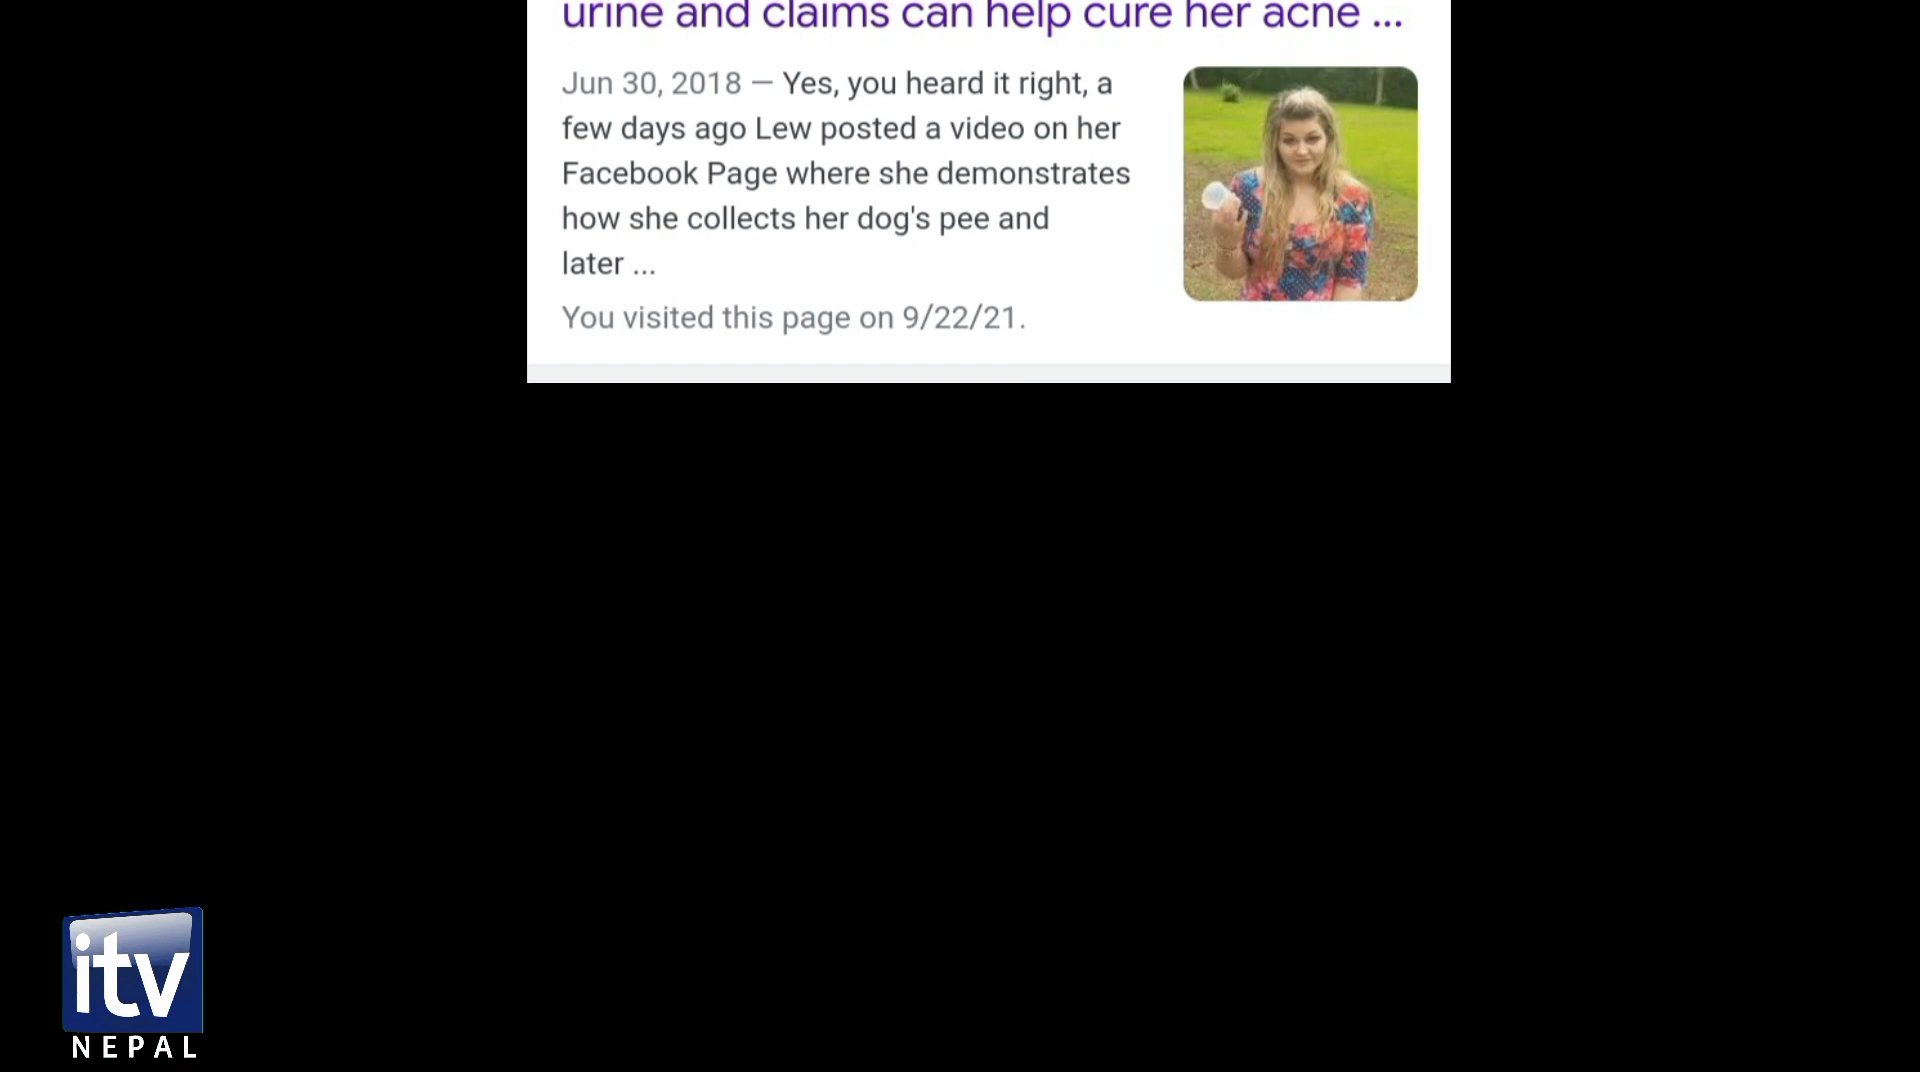 urine and claims can help cure her acne ...
Jun 30, 2018 — Yes, you heard it right, a
few days ago Lew posted a video on her
Facebook Page where she demonstrates
how she collects her dog's pee and
later ...
You visited this page on 9/22/21.
itv
NEPAL